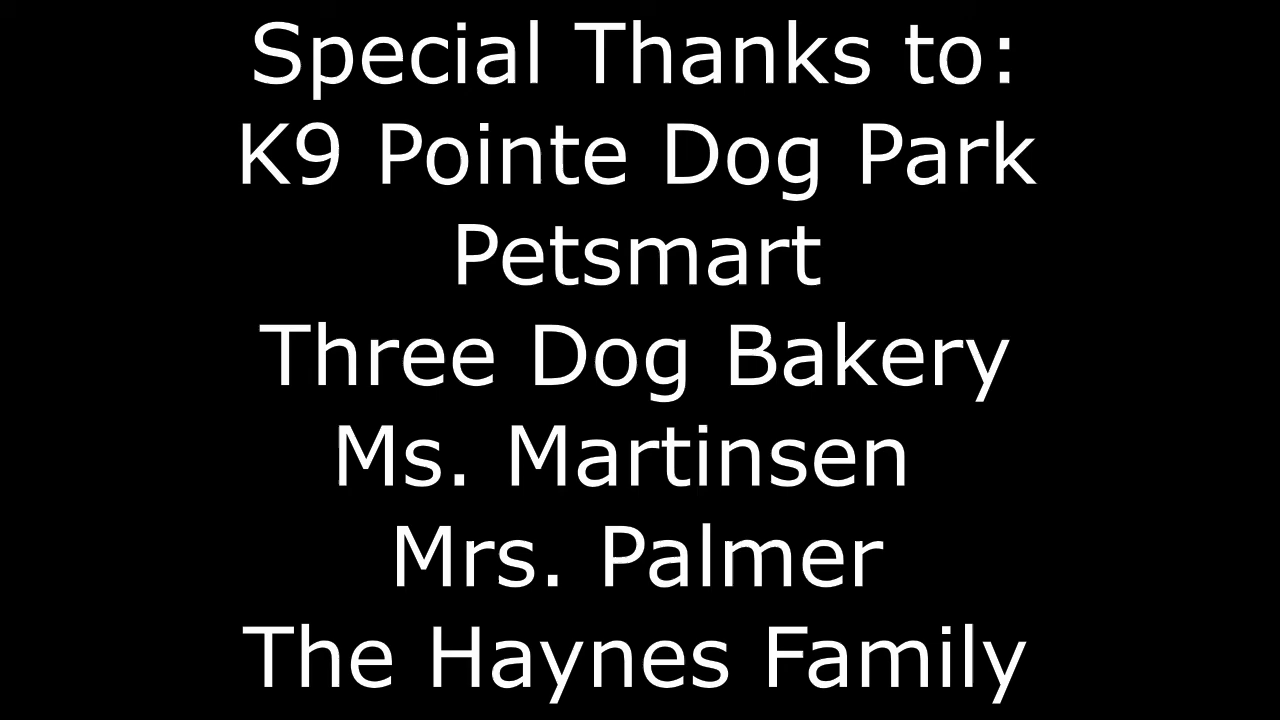 Special Thanks to:
K9 Pointe Dog Park
Petsmart
Three Dog Bakery
Ms. Martinsen
Mrs. Palmer
The Haynes Family